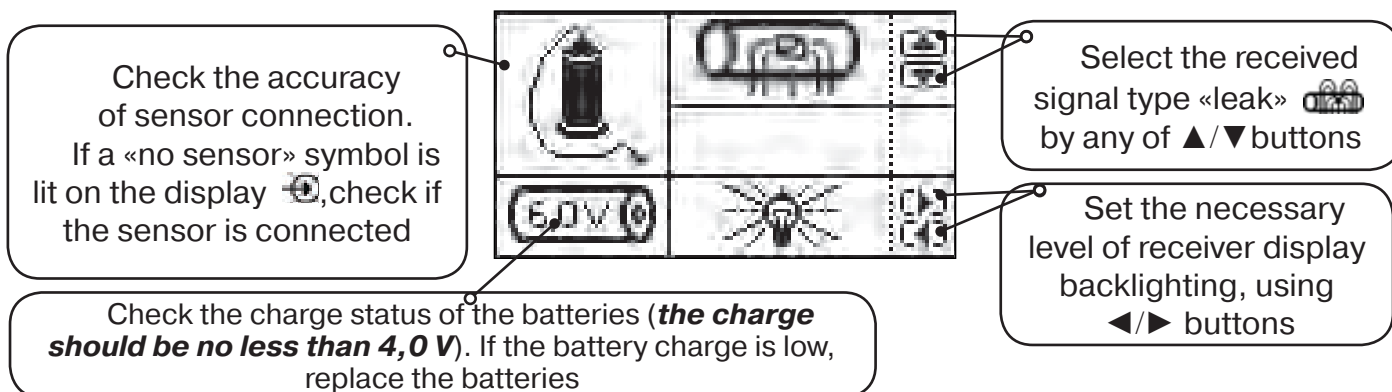 Check the accuracy
of sensor connection.
If a «no sensor» symbol is
lit on the display ,check if
the sensor is connected
6,0V
Select the received
signal type «leak»
by any of ▲/▼buttons
Set the necessary
level of receiver display
backlighting, using
◄/► buttons
Check the charge status of the batteries (the charge
should be no less than 4,0 V). If the battery charge is low,
replace the batteries